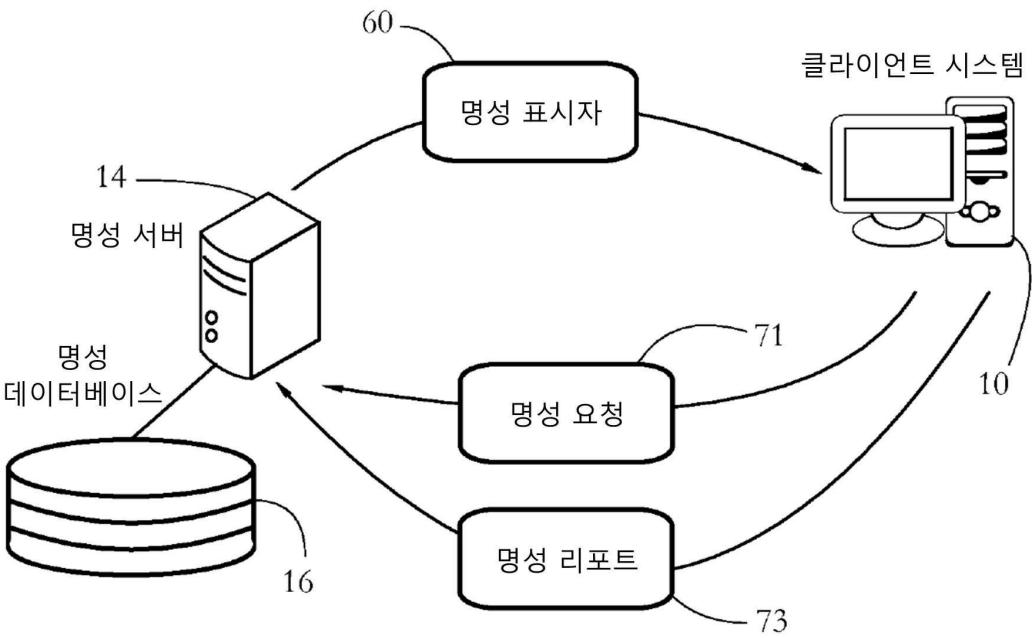 60
명성 표시자
클라이언트 시스템
14
명성 서버
71
10
명성
데이터베이스
명성 요청
명성 리포트
16
73